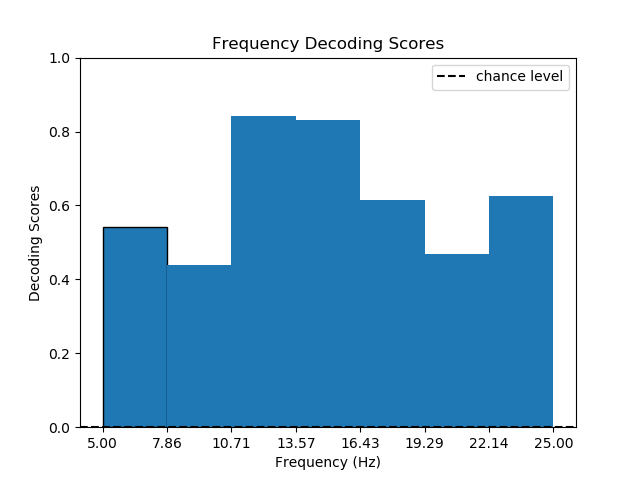 Frequency Decoding Scores
chance level
1.0
0.8
0.6
0.4
0.2
0.0
Decoding Scores
5.00 7.86 10.71 13.57 16.43 19.29 22.14 25.00
Frequency (Hz)